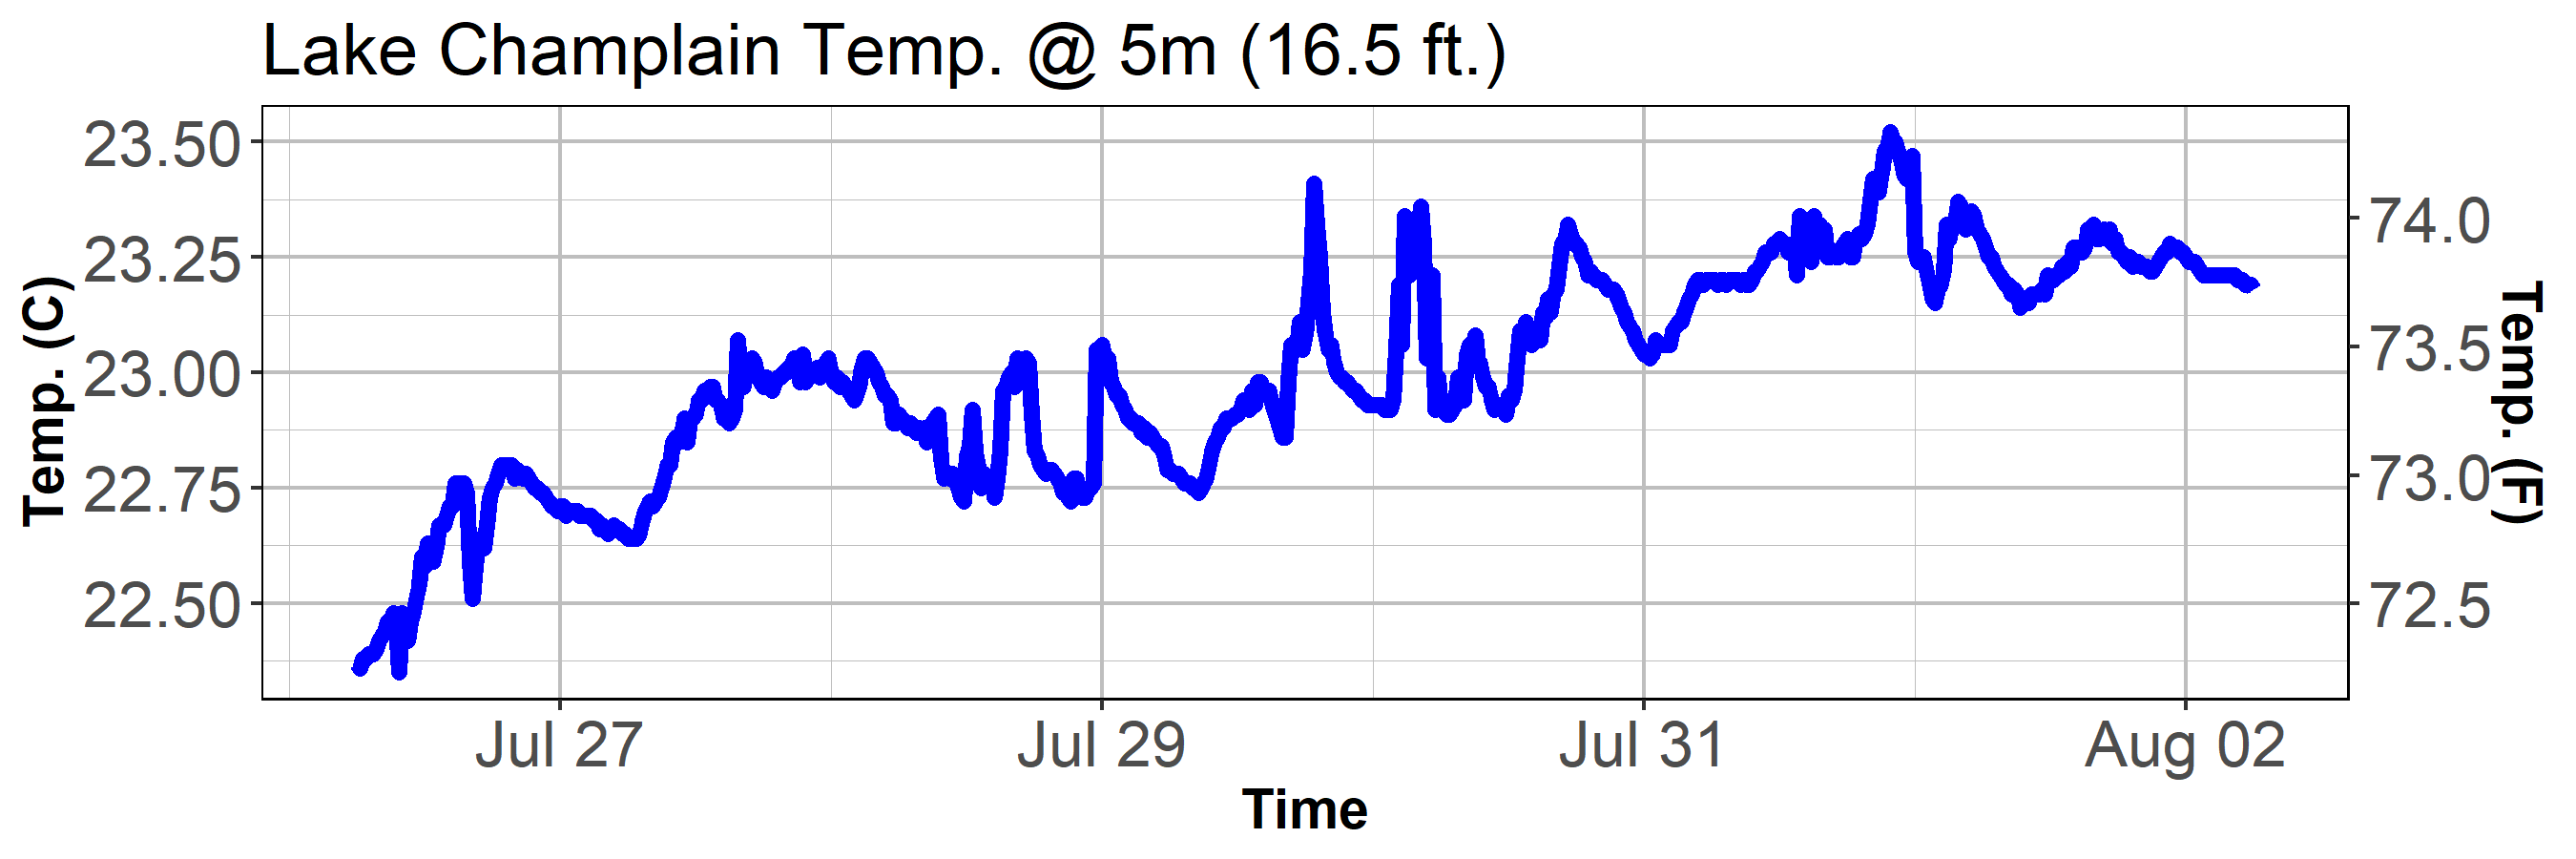 Lake Champlain Temp. @ 5m (16.5 ft.)
23.50
23.25
23.00
22.75
22.50
Temp. (C)
74.0
73.5
73.0
72.5
Temp. (F)
Jul 27 Jul 29 Jul 31 Aug 02
Time